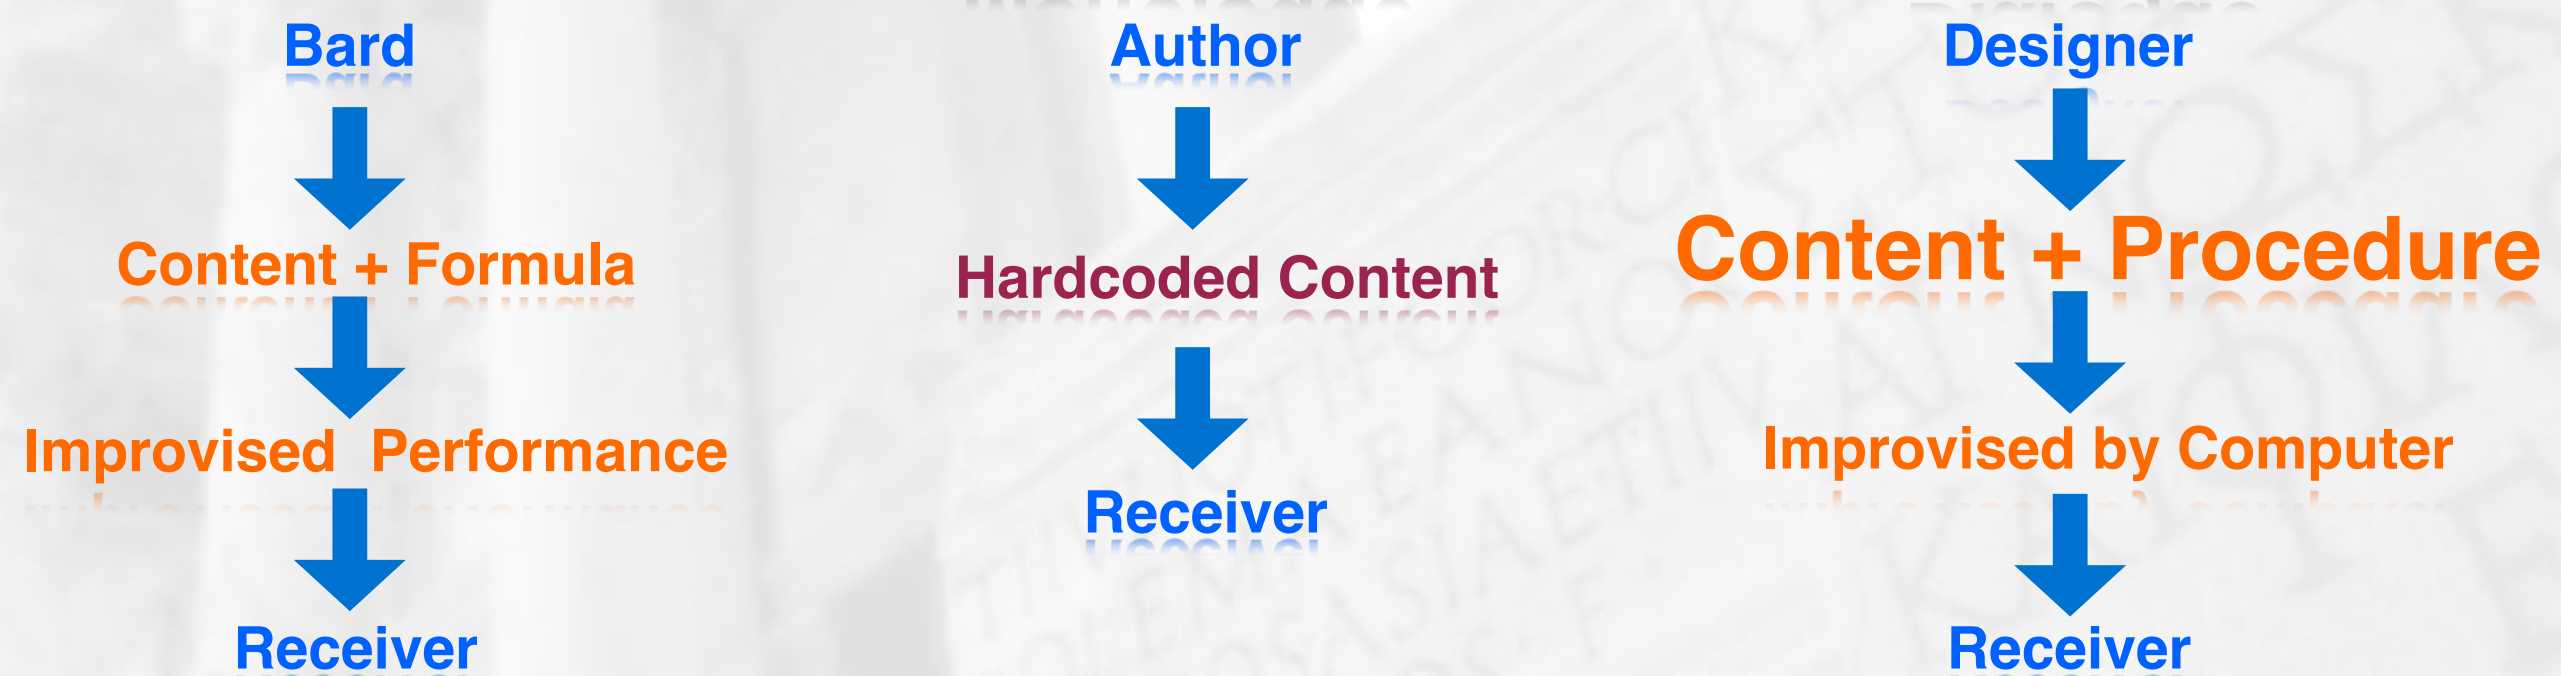 Bard
Content + Formula
Improvised Performance
Receiver
Author
Hardcoded Content
Receiver
Designer
Content + Procedure
Improvised by Computer
Receiver